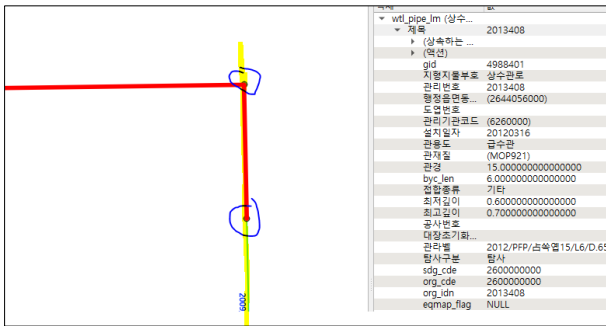 wtl_pipe_lm (상수...
제목 2013408
(상속하는 ...
(액션)
gid 4988401
지형지물부호 상수관로
관리번호 2013408
행정읍면동... (2644056000)
도엽번호
관리기관코드 (6260000)
설치일자 20120316
관용도 급수관
관재질 (MOP921)
관경 15.000000000000000
byc_len 6.000000000000000
접합종류 기타
최저깊이 0.600000000000000
최고깊이 0.700000000000000
공사번호
대장초기화...
관라벨 2012/PFP/占쏙옙15/L6/D.65
탐사구분 탐사
sdg_cde 2600000000
org_cde 2600000000
org_idn 2013408
eqmap_flag NULL
2009